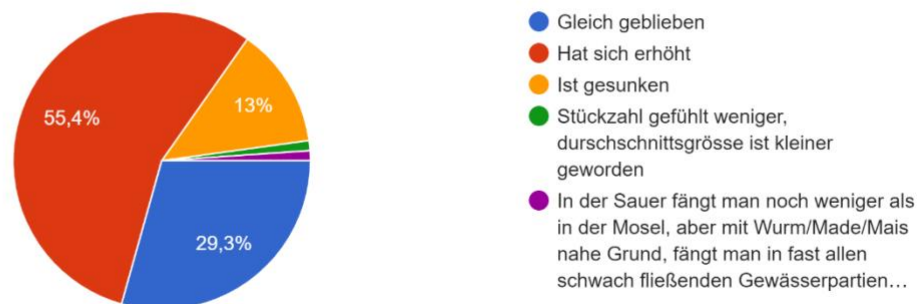 55,4%
13%
29,3%
Gleich geblieben
Hat sich erhöht
Ist gesunken
Stückzahl gefühlt weniger,
durschschnittsgrösse ist kleiner
geworden
In der Sauer fängt man noch weniger als
in der Mosel, aber mit Wurm/Made/Mais
nahe Grund, fängt man in fast allen
schwach fließenden Gewässerpartien…